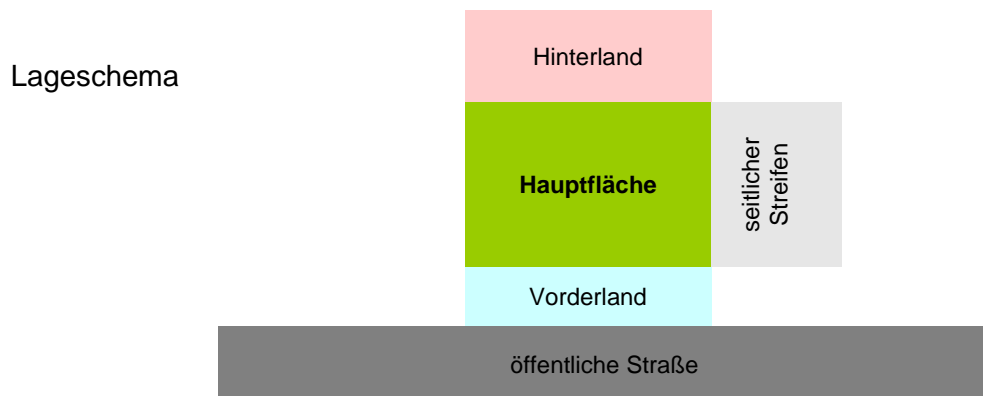 Lageschema
Hinterland
Hauptfläche
seitlicher
Streifen
Vorderland
öffentliche Straße